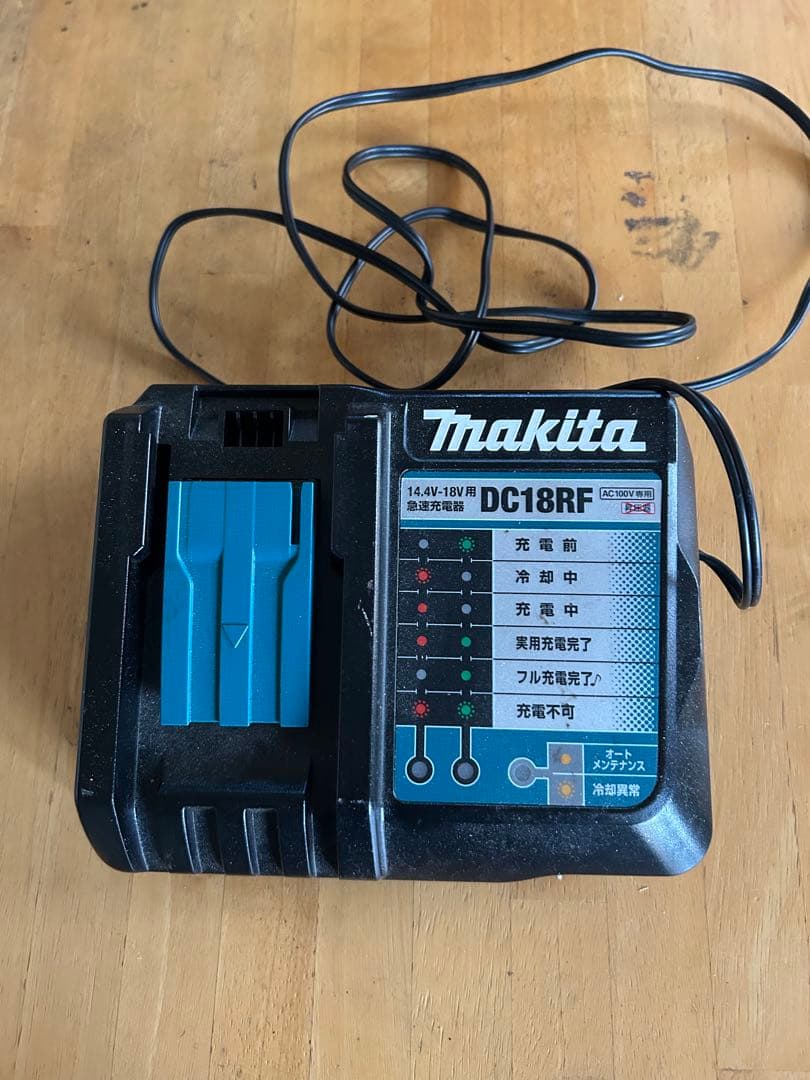 makita
14.4V-18V用
急速充電器
DC18RF
AC100V専用
昇圧器
充電前
冷却中
充電中
実用充電完了
フル充電完了♪
充電不可
オート
メンテナンス
冷却異常